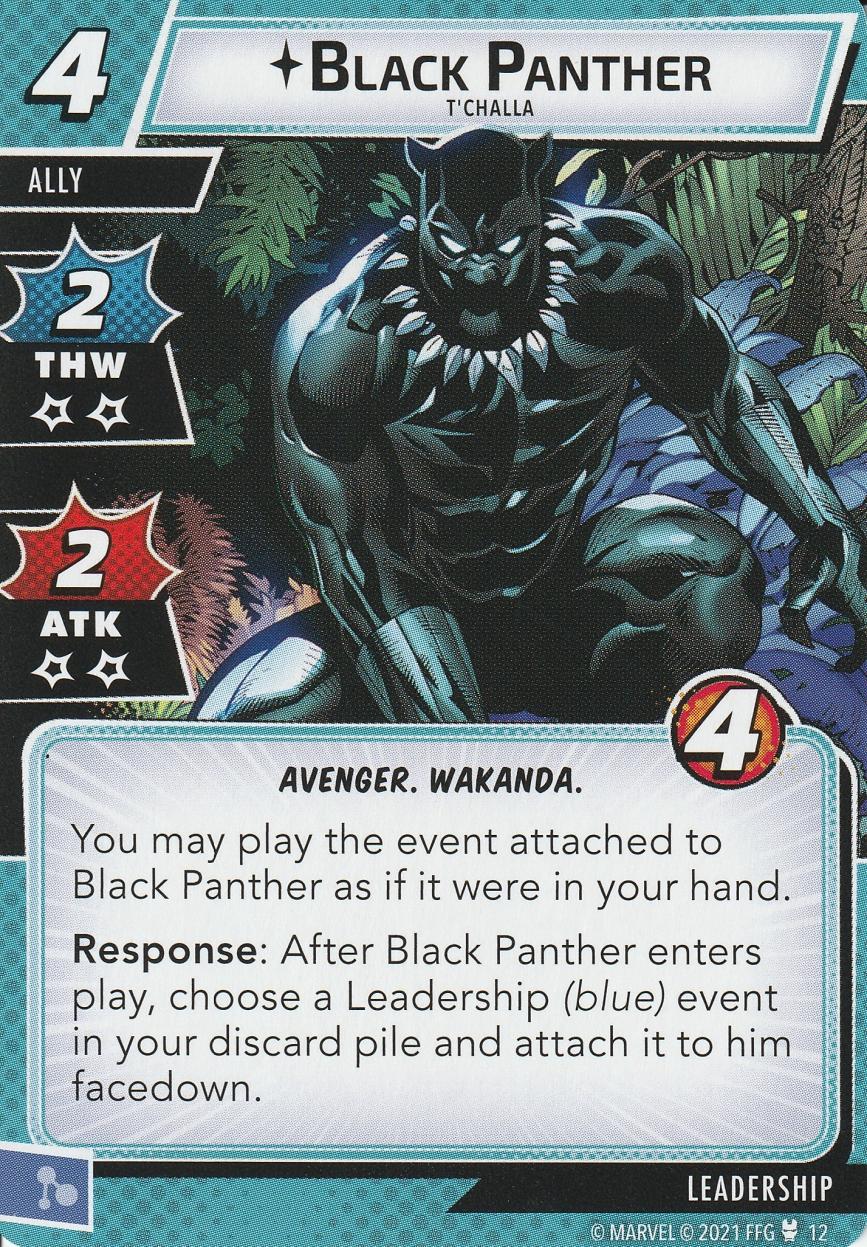 4
BLACK PANTHER
T'CHALLA
ALLY
2
THW
2
ATK
4
AVENGER. WAKANDA.
You may play the event attached to
Black Panther as if it were in your hand.
Response: After Black Panther enters
play, choose a Leadership (blue) event
in your discard pile and attach it to him
facedown.
LEADERSHIP
© MARVEL © 2021 FFG 12